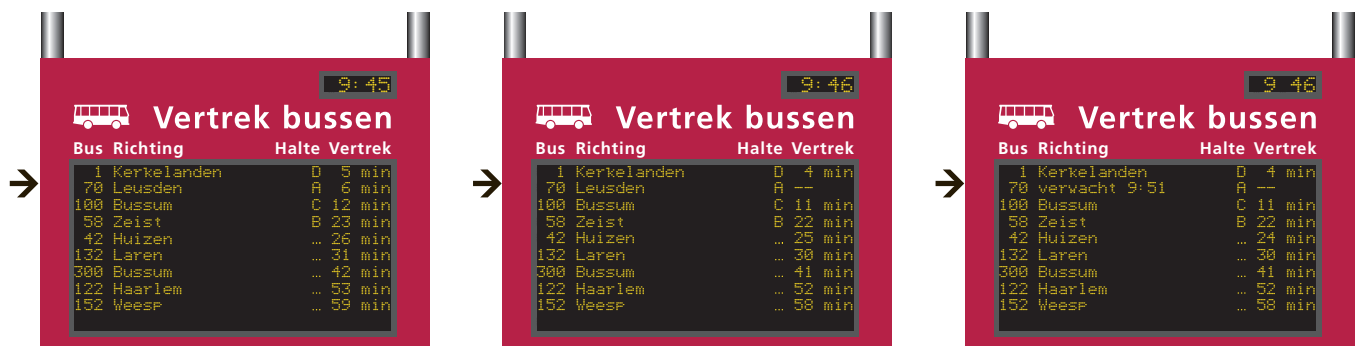 9:45
Vertrek bussen
Bus Richting Halte Vertrek
1 Kerkelanden D 5 min
70 Leusden A 6 min
100 Bussum C 12 min
58 Zeist B 23 min
42 Huizen … 26 min
132 Laren … 31 min
300 Bussum … 42 min
122 Haarlem … 53 min
152 Weesp … 59 min
9:46
Vertrek bussen
Bus Richting Halte Vertrek
1 Kerkelanden D 4 min
70 Leusden A --
100 Bussum C 11 min
58 Zeist B 22 min
42 Huizen … 25 min
132 Laren … 30 min
300 Bussum … 41 min
122 Haarlem … 52 min
152 Weesp … 58 min
9 46
Vertrek bussen
Bus Richting Halte Vertrek
1 Kerkelanden D 4 min
70 verwacht 9:51 A --
100 Bussum C 11 min
58 Zeist B 22 min
42 Huizen … 24 min
132 Laren … 30 min
300 Bussum … 41 min
122 Haarlem … 52 min
152 Weesp … 58 min